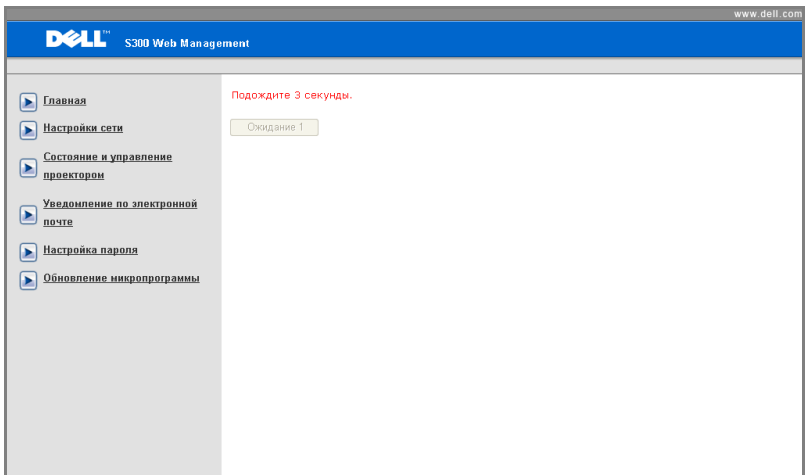 www.dell.com
DELL™ S300 Web Management
Главная
Настройки сети
Состояние и управление
проектором
Уведомление по электронной
почте
Настройка пароля
Обновление микропрограммы
Подождите 3 секунды.
Ожидание 1